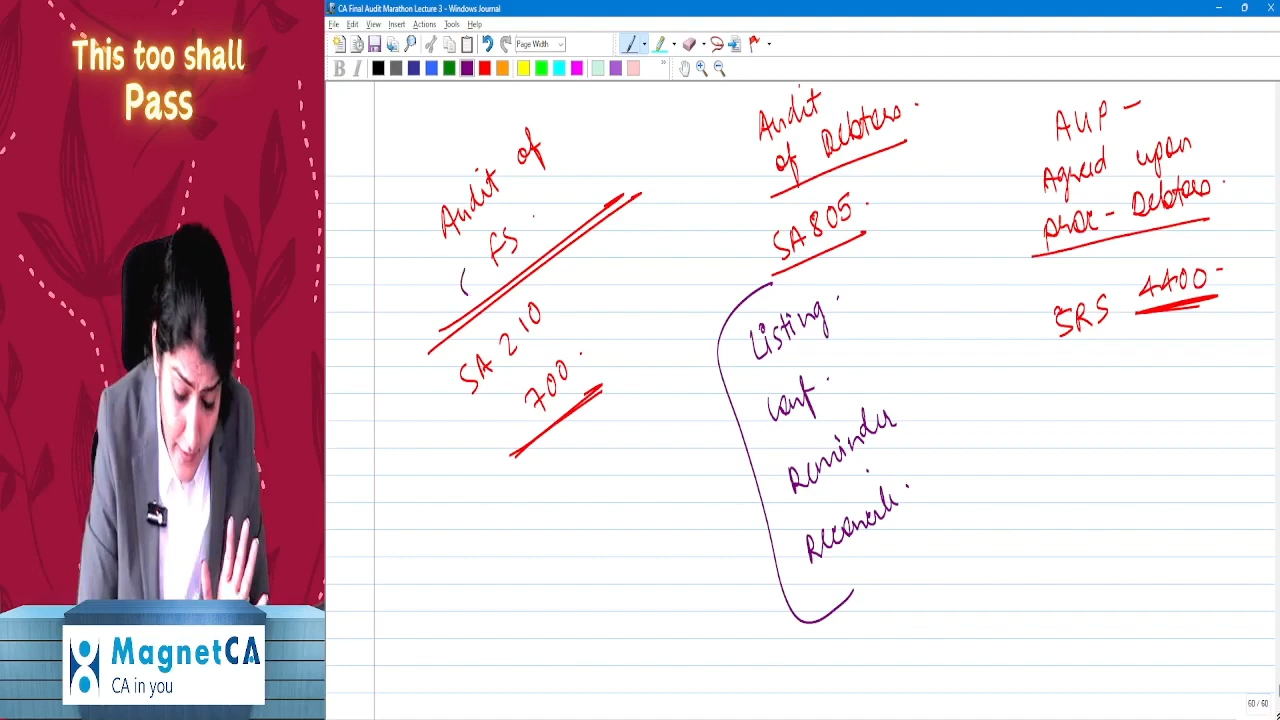 This too shall
Pass
MagnetCA
CA in you
CA Final Audit Marathon Lecture 3 - Windows Journal
File Edit View Insert Actions Tools Help
Page Width
B I
Audit of
FS.
SA 210
700.
Audit
of Debtors.
SA 805.
Listing.
Conf.
Reminder
Reconcile.
AUP -
Agreed upon
proc - Debtors.
SRS 4400-
60 / 60